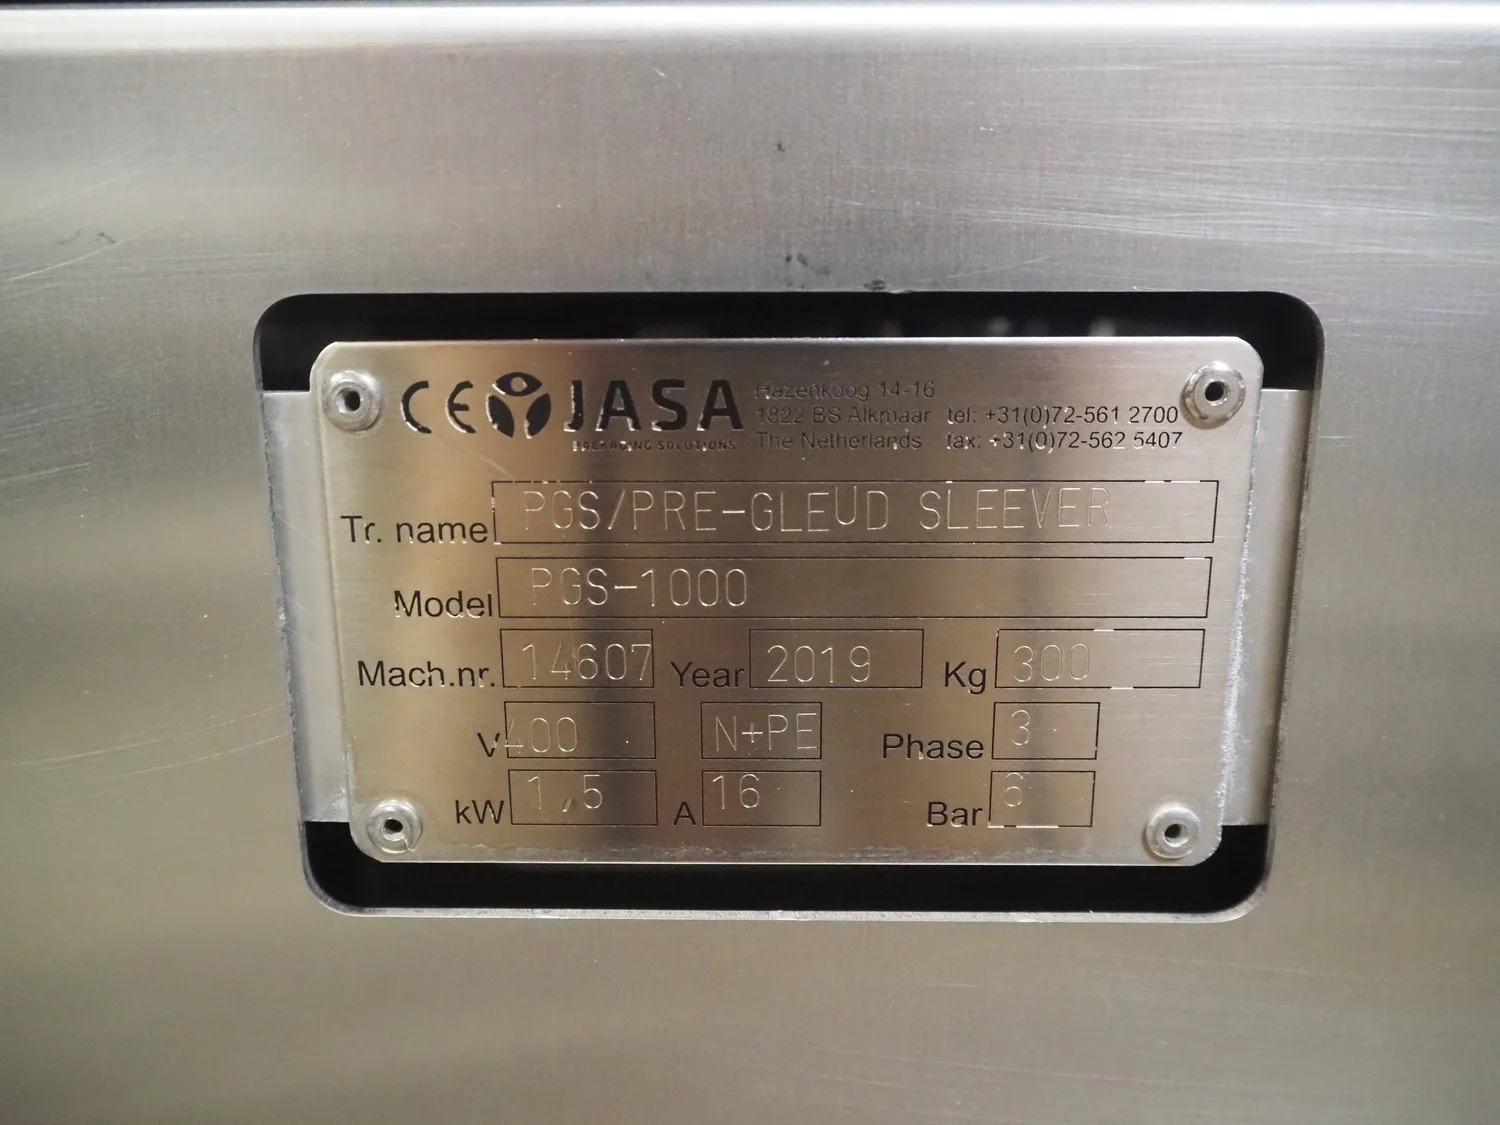 CE JASA
PACKAGING SOLUTIONS
Hazenkoog 14-16
1822 BS Alkmaar tel: +31(0)72-561 2700
The Netherlands fax: +31(0)72-562 5407
Tr. name PGS/PRE-GLEUD SLEEVER
Model PGS-1000
Mach.nr. 14607 Year 2019 Kg 300
V 400 N+PE Phase 3
kW 1,5 A 16 Bar 6